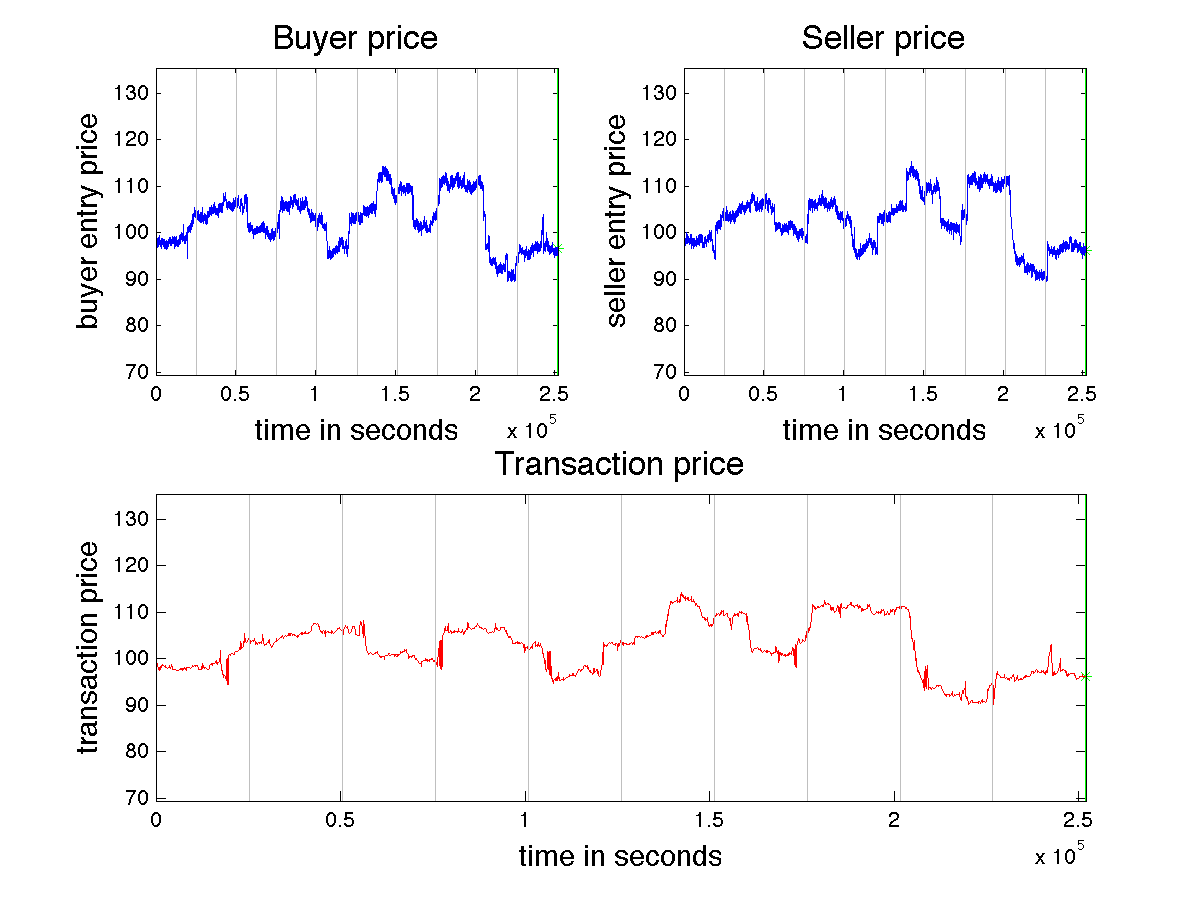 Buyer price
buyer entry price
130
120
110
100
90
80
70
0 0.5 1 1.5 2 2.5
x 10^5
time in seconds
Seller price
seller entry price
130
120
110
100
90
80
70
0 0.5 1 1.5 2 2.5
x 10^5
time in seconds
Transaction price
transaction price
130
120
110
100
90
80
70
0 0.5 1 1.5 2 2.5
x 10^5
time in seconds